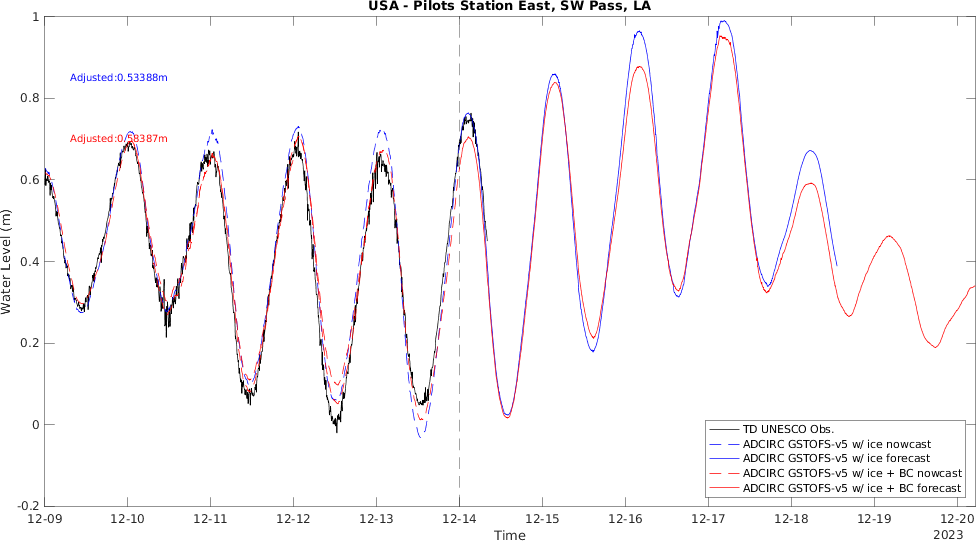 USA - Pilots Station East, SW Pass, LA
1
Adjusted:0.53388m
0.8
Adjusted:0.58387m
0.6
0.4
0.2
0
-0.2
Water Level (m)
TD UNESCO Obs.
ADCIRC GSTOFS-v5 w/ ice nowcast
ADCIRC GSTOFS-v5 w/ ice forecast
ADCIRC GSTOFS-v5 w/ ice + BC nowcast
ADCIRC GSTOFS-v5 w/ ice + BC forecast
12-09 12-10 12-11 12-12 12-13 12-14 12-15 12-16 12-17 12-18 12-19 12-20
Time
2023